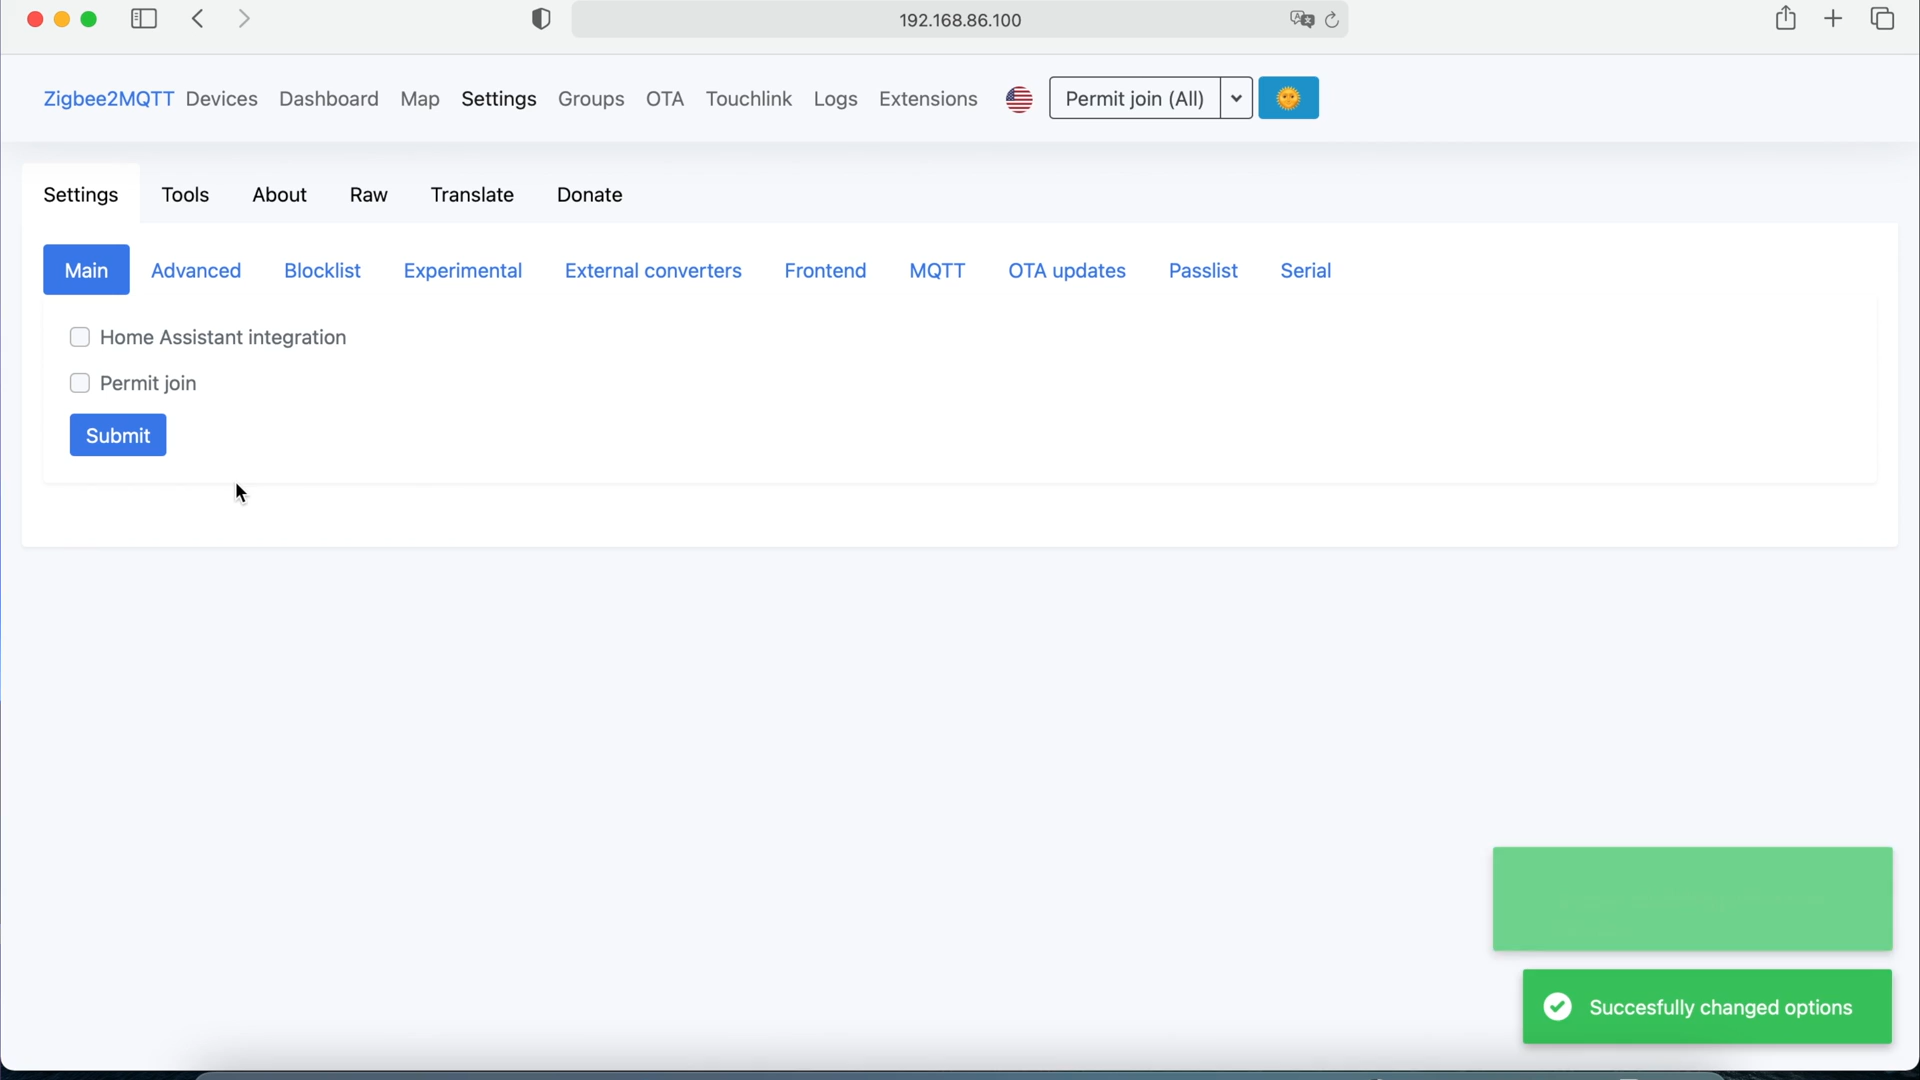 192.168.86.100
Zigbee2MQTT Devices Dashboard Map Settings Groups OTA Touchlink Logs Extensions Permit join (All)
Settings Tools About Raw Translate Donate
Main Advanced Blocklist Experimental External converters Frontend MQTT OTA updates Passlist Serial
Home Assistant integration
Permit join
Submit
Succesfully changed options